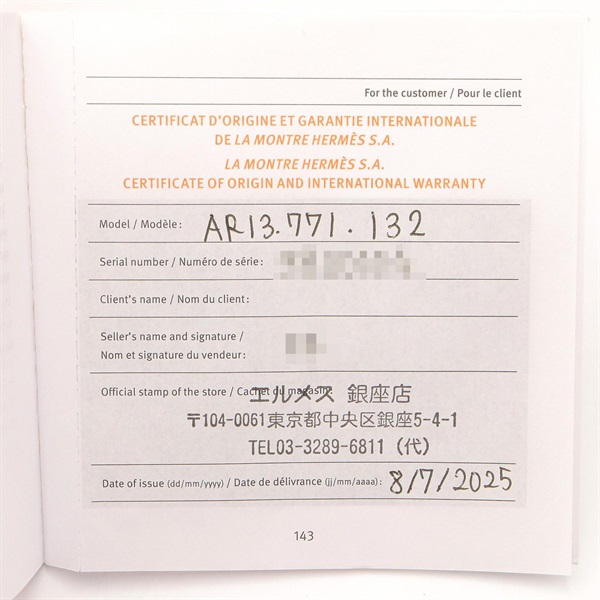 For the customer / Pour le client
CERTIFICAT D'ORIGINE ET GARANTIE INTERNATIONALE
DE LA MONTRE HERMÈS S.A.
LA MONTRE HERMÈS S.A.
CERTIFICATE OF ORIGIN AND INTERNATIONAL WARRANTY
Model / Modèle: AR13.771.132
Serial number / Numéro de série:
Client's name / Nom du client:
Seller's name and signature /
Nom et signature du vendeur:
Official stamp of the store / Cachet du magasin:
エルメス 銀座店
〒104-0061東京都中央区銀座5-4-1
TEL03-3289-6811 (代)
Date of issue (dd/mm/yyyy) / Date de délivrance (jj/mm/aaaa): 8/7/2025
143